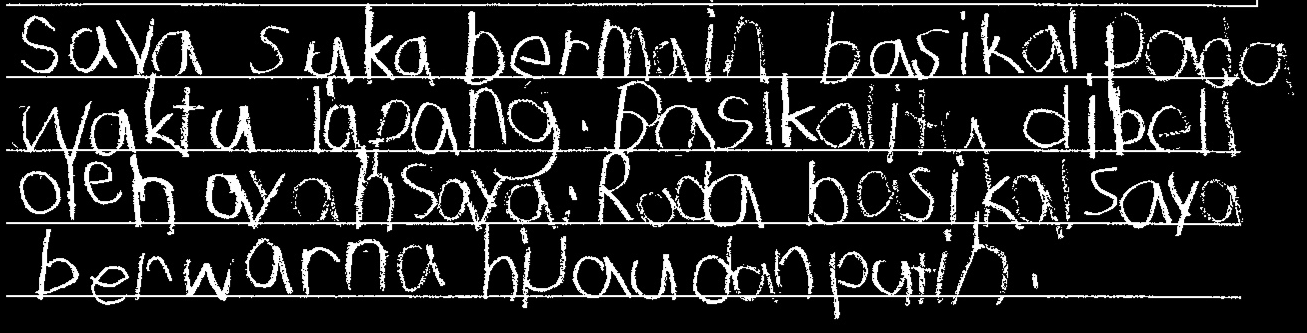 Saya suka bermain basikal pada
waktu lapang. Basikal itu dibeli
oleh ayah saya. Roda basikal saya
berwarna hijau dan putih.